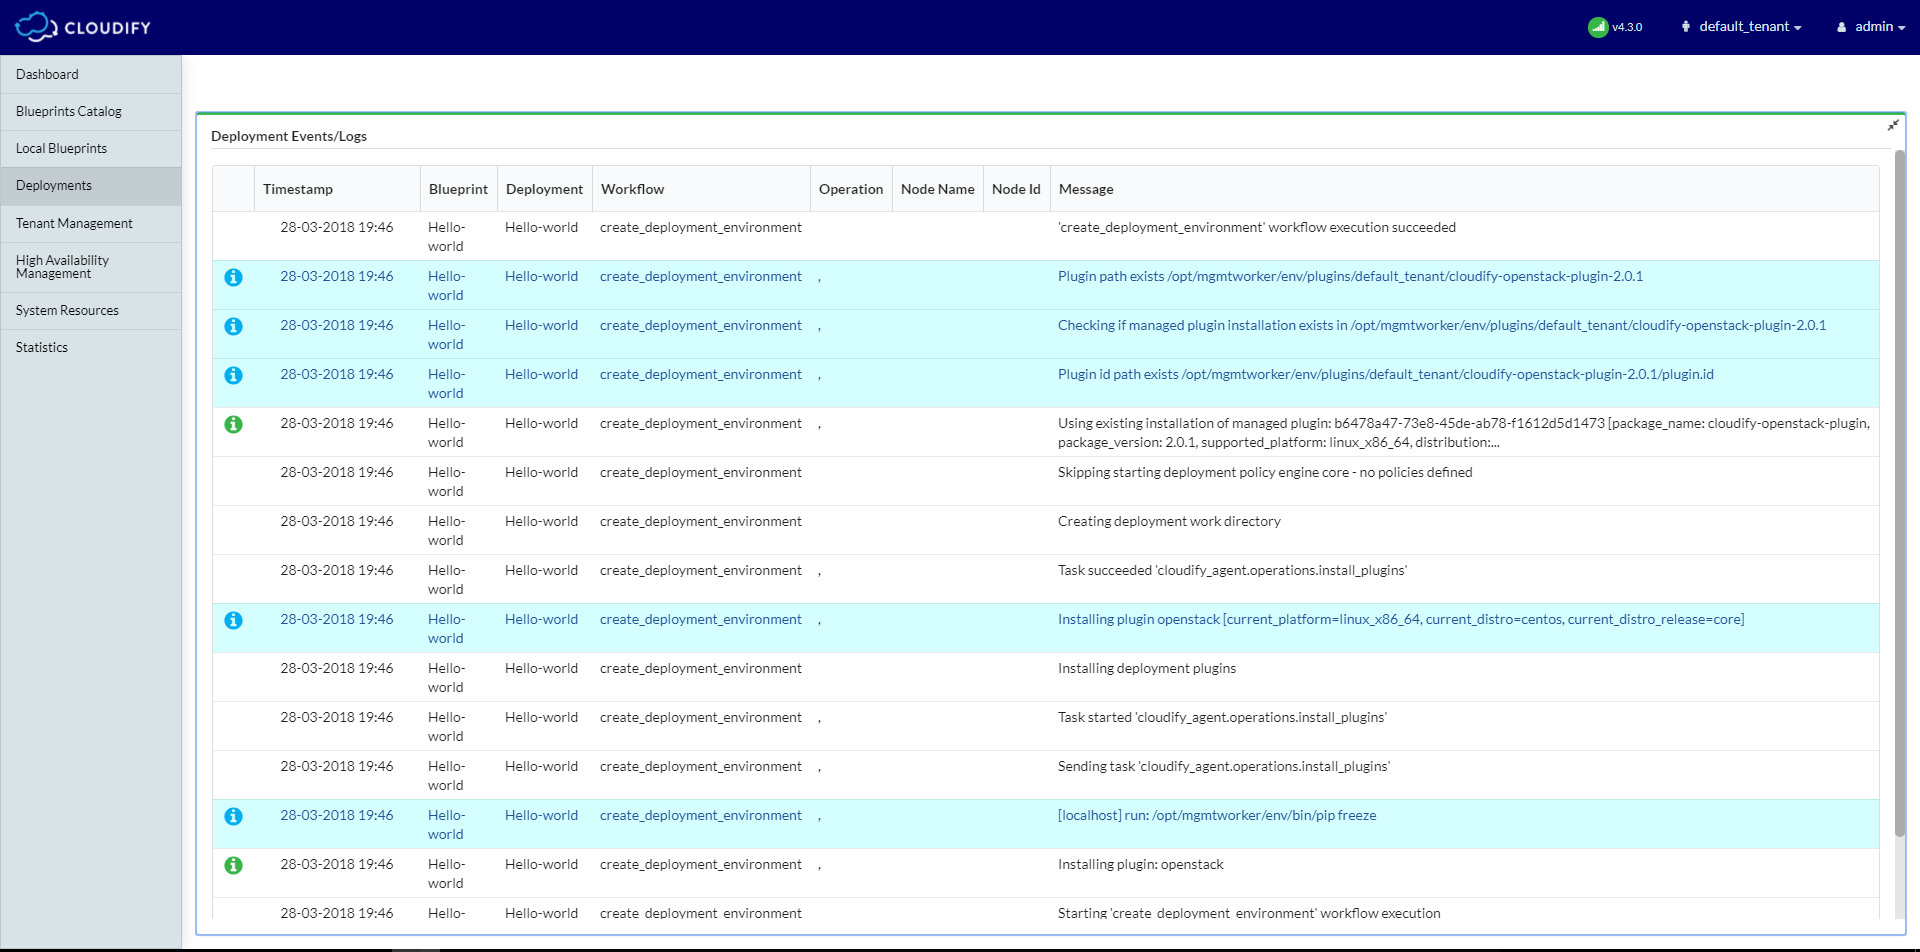 CLOUDIFY
v4.3.0
default_tenant
admin
Dashboard
Blueprints Catalog
Local Blueprints
Deployments
Tenant Management
High Availability
Management
System Resources
Statistics
Deployment Events/Logs
Timestamp Blueprint Deployment Workflow Operation Node Name Node Id Message
28-03-2018 19:46 Hello- Hello-world create_deployment_environment 'create_deployment_environment' workflow execution succeeded
world
28-03-2018 19:46 Hello- Hello-world create_deployment_environment , Plugin path exists /opt/mgmtworker/env/plugins/default_tenant/cloudify-openstack-plugin-2.0.1
world
28-03-2018 19:46 Hello- Hello-world create_deployment_environment , Checking if managed plugin installation exists in /opt/mgmtworker/env/plugins/default_tenant/cloudify-openstack-plugin-2.0.1
world
28-03-2018 19:46 Hello- Hello-world create_deployment_environment , Plugin id path exists /opt/mgmtworker/env/plugins/default_tenant/cloudify-openstack-plugin-2.0.1/plugin.id
world
28-03-2018 19:46 Hello- Hello-world create_deployment_environment , Using existing installation of managed plugin: b6478a47-73e8-45de-ab78-f1612d5d1473 [package_name: cloudify-openstack-plugin,
world package_version: 2.0.1, supported_platform: linux_x86_64, distribution:...
28-03-2018 19:46 Hello- Hello-world create_deployment_environment Skipping starting deployment policy engine core - no policies defined
world
28-03-2018 19:46 Hello- Hello-world create_deployment_environment Creating deployment work directory
world
28-03-2018 19:46 Hello- Hello-world create_deployment_environment , Task succeeded 'cloudify_agent.operations.install_plugins'
world
28-03-2018 19:46 Hello- Hello-world create_deployment_environment , Installing plugin openstack [current_platform=linux_x86_64, current_distro=centos, current_distro_release=core]
world
28-03-2018 19:46 Hello- Hello-world create_deployment_environment Installing deployment plugins
world
28-03-2018 19:46 Hello- Hello-world create_deployment_environment , Task started 'cloudify_agent.operations.install_plugins'
world
28-03-2018 19:46 Hello- Hello-world create_deployment_environment , Sending task 'cloudify_agent.operations.install_plugins'
world
28-03-2018 19:46 Hello- Hello-world create_deployment_environment , [localhost] run: /opt/mgmtworker/env/bin/pip freeze
world
28-03-2018 19:46 Hello- Hello-world create_deployment_environment , Installing plugin: openstack
world
28-03-2018 19:46 Hello- Hello-world create_deployment_environment Starting 'create_deployment_environment' workflow execution